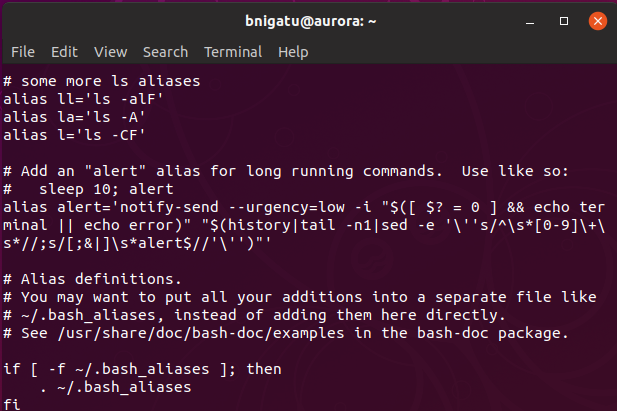 bnigatu@aurora: ~
File Edit View Search Terminal Help
# some more ls aliases
alias ll='ls -alF'
alias la='ls -A'
alias l='ls -CF'
# Add an "alert" alias for long running commands.  Use like so:
#   sleep 10; alert
alias alert='notify-send --urgency=low -i "$([ $? = 0 ] && echo ter
minal || echo error)" "$(history|tail -n1|sed -e '\''s/^\s*[0-9]\+\
s*//;s/[;&|]\s*alert$//'\'')"'
# Alias definitions.
# You may want to put all your additions into a separate file like
# ~/.bash_aliases, instead of adding them here directly.
# See /usr/share/doc/bash-doc/examples in the bash-doc package.
if [ -f ~/.bash_aliases ]; then
    . ~/.bash_aliases
fi